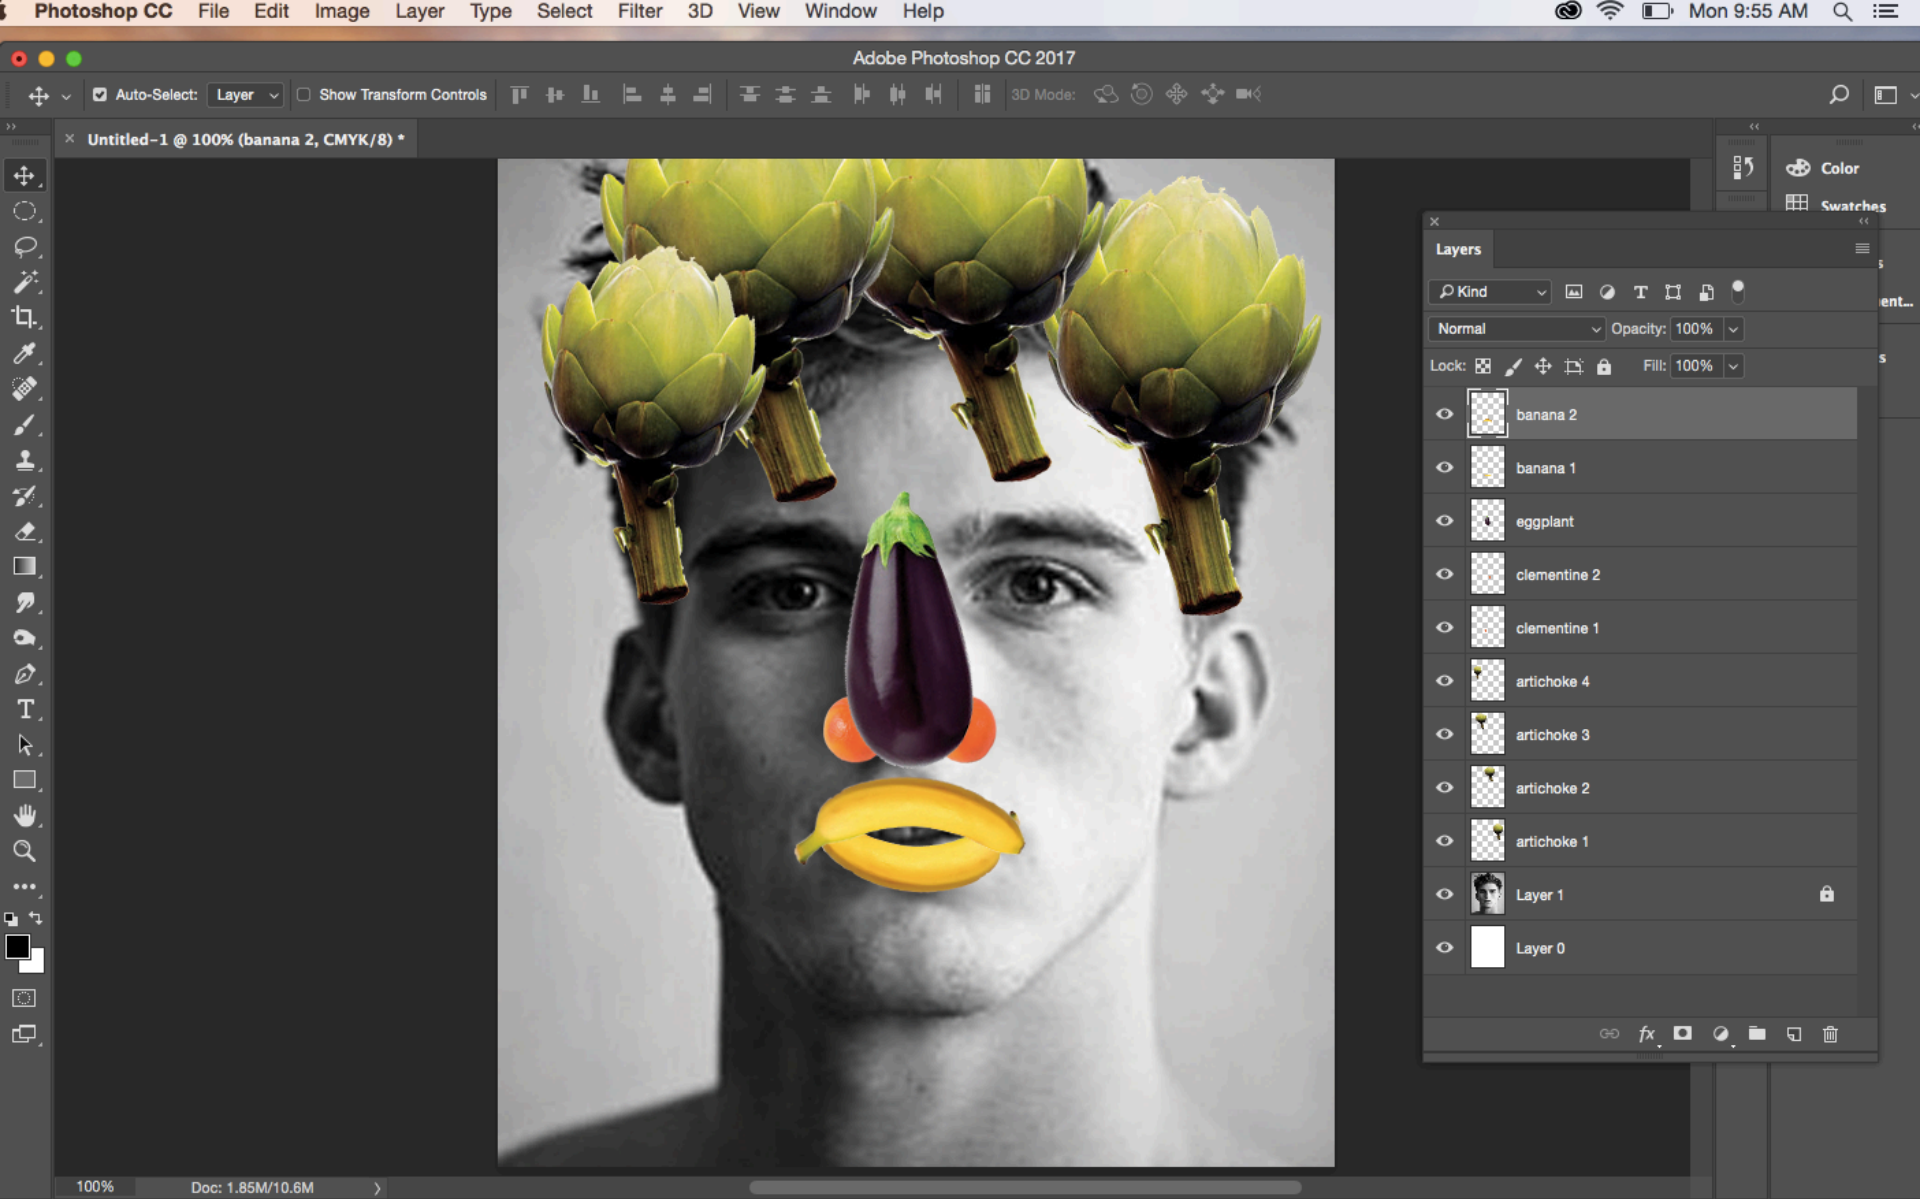 Photoshop CC File Edit Image Layer Type Select Filter 3D View Window Help Mon 9:55 AM
Adobe Photoshop CC 2017
Auto-Select: Layer Show Transform Controls 3D Mode:
Untitled-1 @ 100% (banana 2, CMYK/8) *
Color
Swatches
Layers
s
Kind
ent...
Normal Opacity: 100%
Lock: Fill: 100%
s
banana 2
banana 1
eggplant
clementine 2
clementine 1
artichoke 4
artichoke 3
artichoke 2
artichoke 1
Layer 1
Layer 0
fx
100% Doc: 1.85M/10.6M